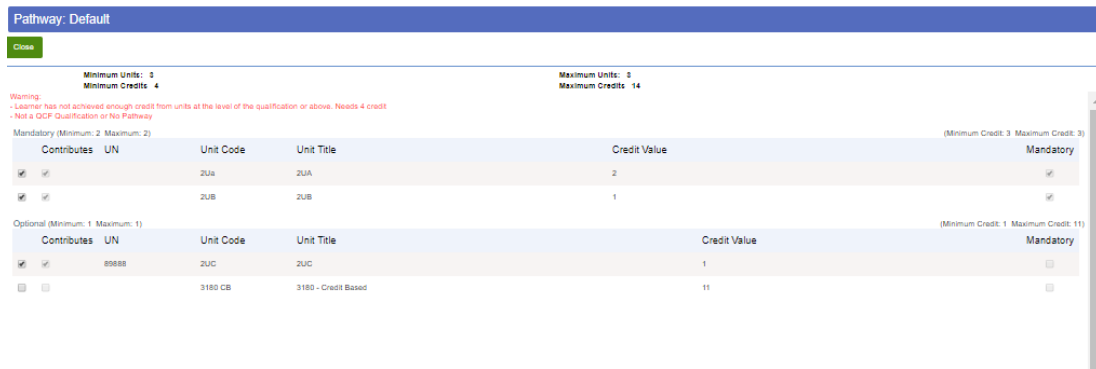 Pathway: Default
Close
Minimum Units: 3 Maximum Units: 3
Minimum Credits 4 Maximum Credits 14
Warning:
- Learner has not achieved enough credit from units at the level of the qualification or above. Needs 4 credit
- Not a QCF Qualification or No Pathway
Mandatory (Minimum: 2 Maximum: 2) (Minimum Credit: 3 Maximum Credit: 3)
Contributes UN Unit Code Unit Title Credit Value Mandatory
2Ua 2UA 2
2UB 2UB 1
Optional (Minimum: 1 Maximum: 1) (Minimum Credit: 1 Maximum Credit: 11)
Contributes UN Unit Code Unit Title Credit Value Mandatory
89888 2UC 2UC 1
3180 CB 3180 - Credit Based 11